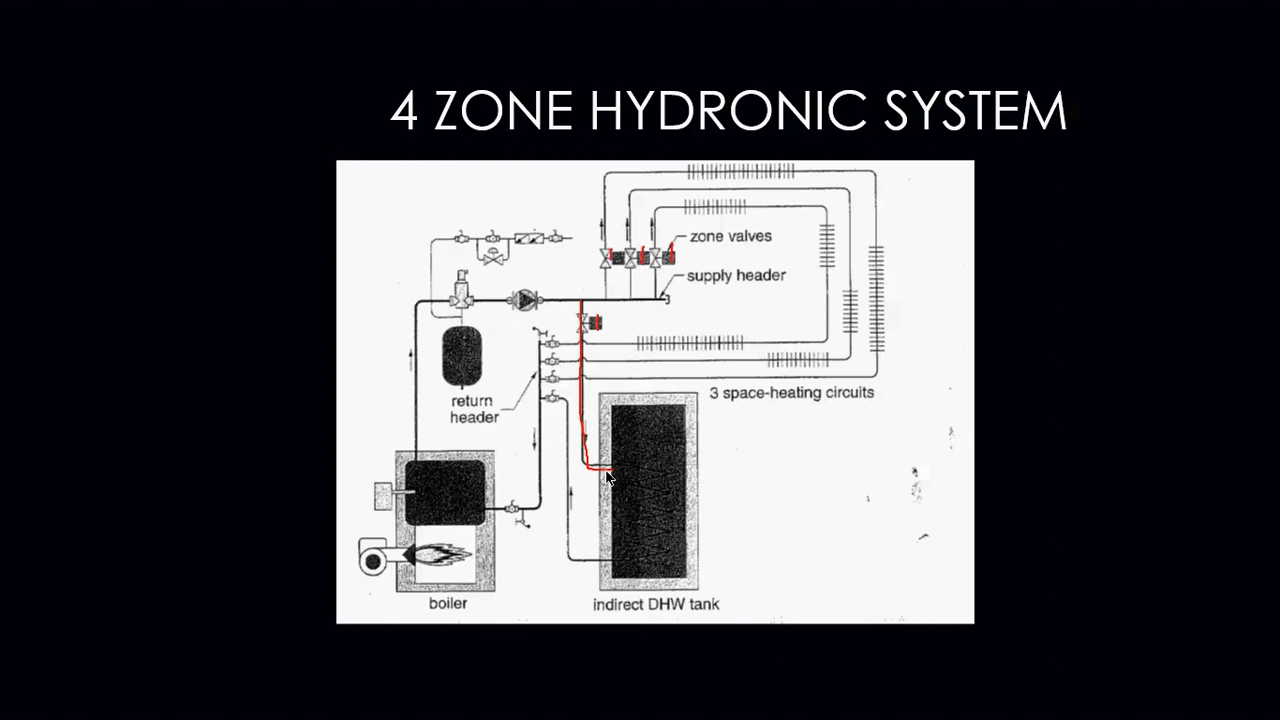 4 ZONE HYDRONIC SYSTEM
zone valves
supply header
return
header
3 space-heating circuits
boiler
indirect DHW tank